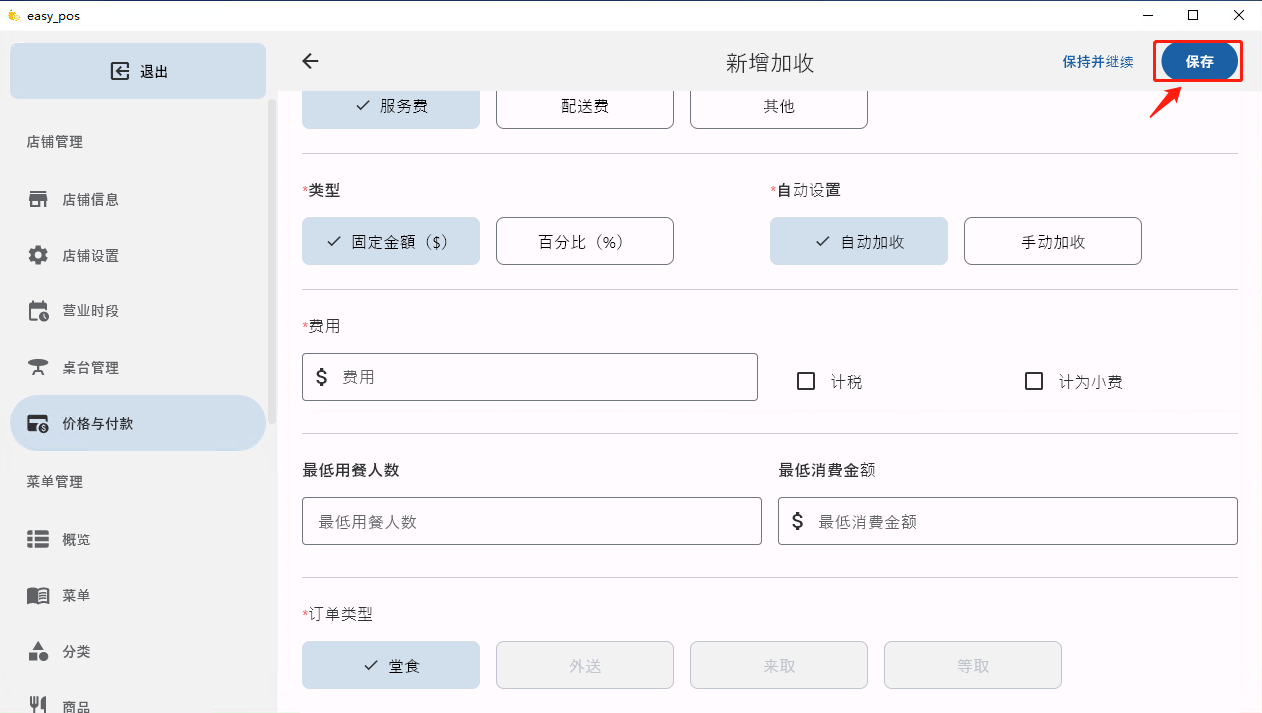 easy_pos
退出
店铺管理
店铺信息
店铺设置
营业时段
桌台管理
价格与付款
菜单管理
概览
菜单
分类
商品
新增加收
保持并继续
保存
服务费
配送费
其他
*类型
*自动设置
固定金額（$）
百分比（%）
自动加收
手动加收
*费用
$ 费用
计税
计为小费
最低用餐人数
最低消費金额
最低用餐人数
$ 最低消費金额
*订单类型
堂食
外送
来取
等取